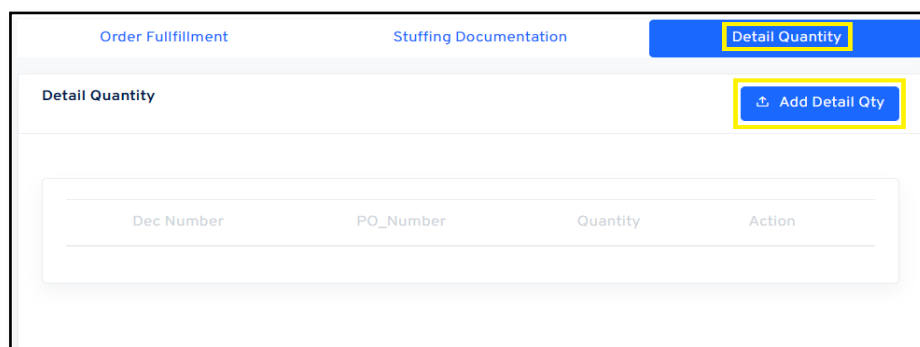 Order Fullfillment Stuffing Documentation Detail Quantity
Detail Quantity Add Detail Qty
Dec Number PO_Number Quantity Action